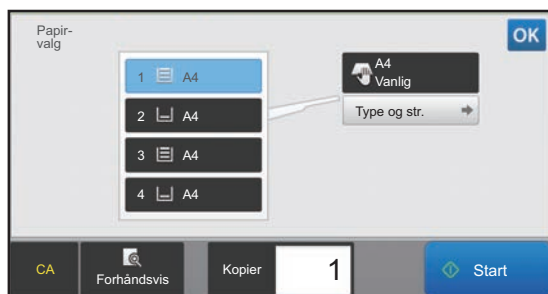 Papir-
valg
OK
1 A4
2 A4
3 A4
4 A4
A4
Vanlig
Type og str.
CA
Forhåndsvis
Kopier
1
Start